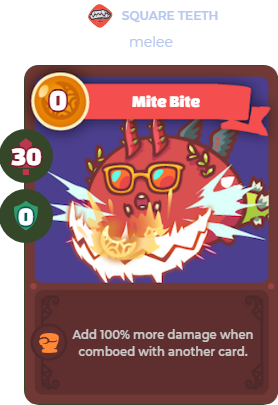 SQUARE TEETH
melee
0
Mite Bite
30
0
Add 100% more damage when
comboed with another card.